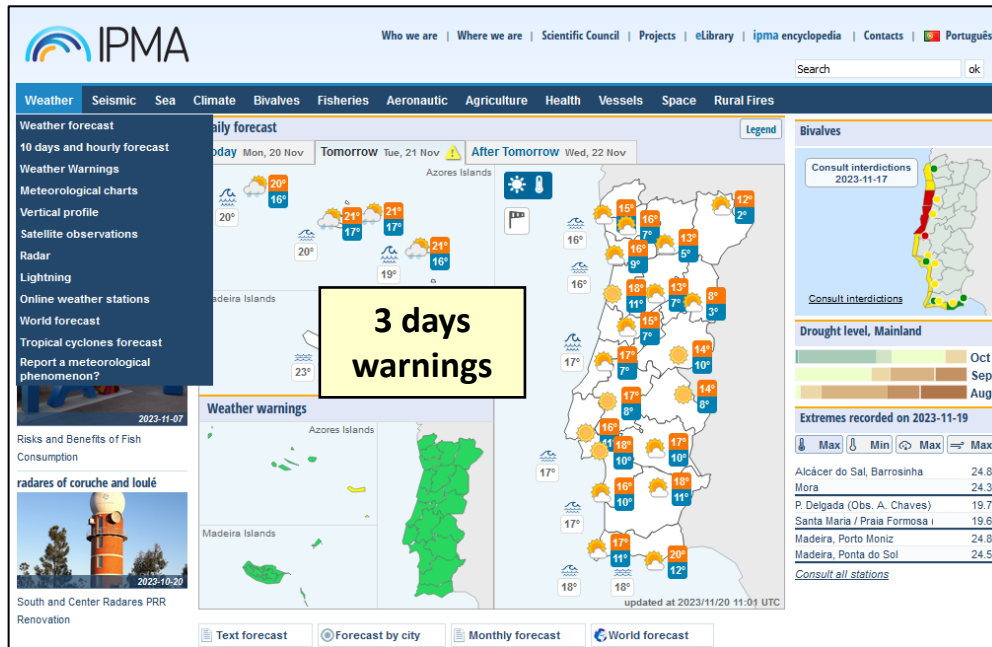 IPMA
Who we are | Where we are | Scientific Council | Projects | eLibrary | ipma encyclopedia | Contacts | Português
Search ok
Weather Seismic Sea Climate Bivalves Fisheries Aeronautic Agriculture Health Vessels Space Rural Fires
Weather forecast
10 days and hourly forecast
Weather Warnings
Meteorological charts
Vertical profile
Satellite observations
Radar
Lightning
Online weather stations
World forecast
Tropical cyclones forecast
Report a meteorological
phenomenon?
2023-11-07
Risks and Benefits of Fish
Consumption
radares of coruche and loulé
2023-10-20
South and Center Radares PRR
Renovation
forecast
Legend
Mon, 20 Nov
Tomorrow Tue, 21 Nov
After Tomorrow Wed, 22 Nov
Azores Islands
20°
16°
20°
21°
17°
21°
17°
20°
21°
16°
19°
Islands
23°
3 days
warnings
15°
16°
7°
12°
2°
16°
16°
9°
13°
5°
16°
18°
11°
13°
7°
8°
3°
15°
7°
17°
17°
7°
14°
10°
17°
8°
14°
8°
16°
18°
10°
17°
10°
17°
16°
10°
18°
11°
17°
17°
11°
20°
12°
18°
18°
updated at 2023/11/20 11:01 UTC
Weather warnings
Azores Islands
Madeira Islands
Text forecast
Forecast by city
Monthly forecast
World forecast
Bivalves
Consult interdictions
2023-11-17
Consult interdictions
Drought level, Mainland
Oct
Sep
Aug
Extremes recorded on 2023-11-19
Max Min Max Max
Alcácer do Sal, Barrosinha 24.8
Mora 24.3
P. Delgada (Obs. A. Chaves) 19.7
Santa Maria / Praia Formosa ( 19.6
Madeira, Porto Moniz 24.8
Madeira, Ponta do Sol 24.5
Consult all stations